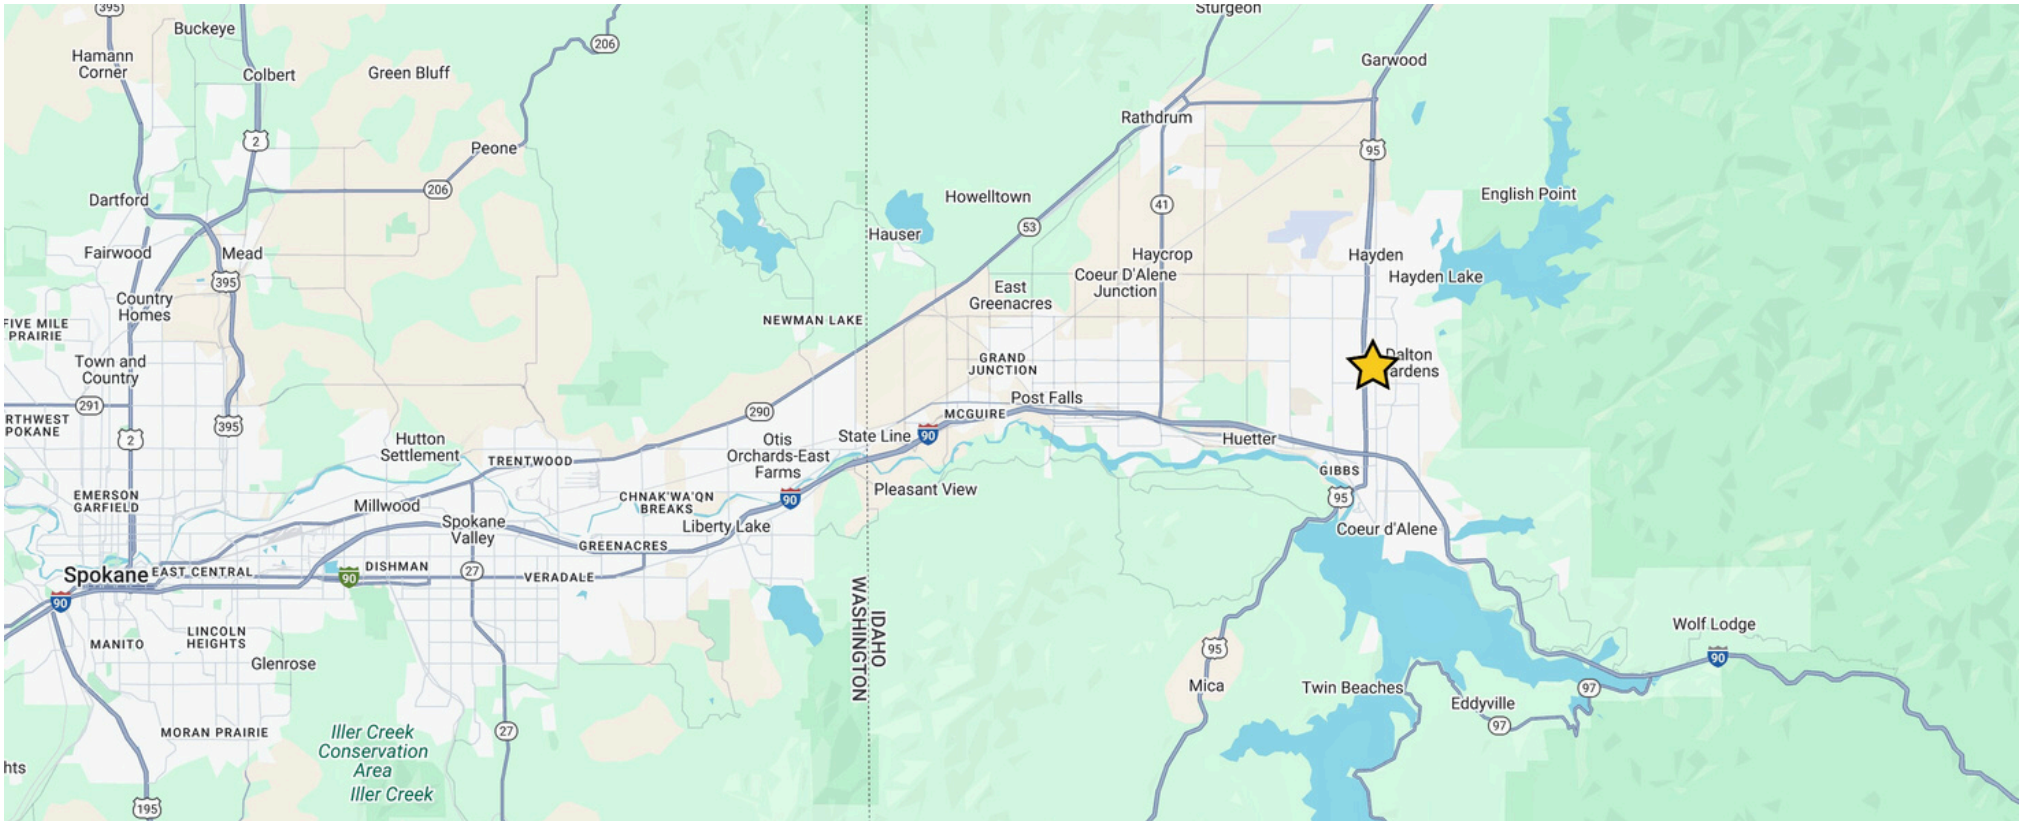 395
Buckeye
Sturgeon
206
Hamann
Corner
Colbert
Green Bluff
Garwood
Rathdrum
2
Peone
95
206
Dartford
Howelltown
41
English Point
53
Hauser
Fairwood
Mead
Haycrop
Hayden
395
Coeur D'Alene
Junction
Hayden Lake
Country
Homes
East
Greenacres
FIVE MILE
PRAIRIE
NEWMAN LAKE
Town and
Country
GRAND
JUNCTION
Dalton
ardens
291
Post Falls
290
MCGUIRE
RTHWEST
POKANE
395
2
Hutton
Settlement
Otis
Orchards-East
Farms
State Line
90
Huetter
TRENTWOOD
GIBBS
EMERSON
GARFIELD
Millwood
CHNAK'WA'QN
BREAKS
90
Pleasant View
95
Spokane
Valley
Liberty Lake
Coeur d'Alene
GREENACRES
Spokane
EAST CENTRAL
90
DISHMAN
27
VERADALE
90
WASHINGTON
IDAHO
MANITO
LINCOLN
HEIGHTS
Wolf Lodge
95
90
Glenrose
Mica
Twin Beaches
97
Eddyville
97
MORAN PRAIRIE
Iller Creek
Conservation
Area
27
hts
Iller Creek
195